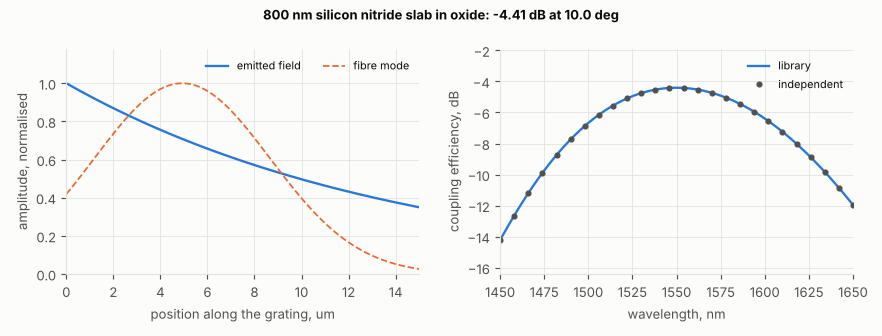 800 nm silicon nitride slab in oxide: -4.41 dB at 10.0 deg
emitted field
fibre mode
amplitude, normalised
1.0
0.8
0.6
0.4
0.2
0.0
0 2 4 6 8 10 12 14
position along the grating, um
library
independent
coupling efficiency, dB
−2
−4
−6
−8
−10
−12
−14
−16
1450 1475 1500 1525 1550 1575 1600 1625 1650
wavelength, nm